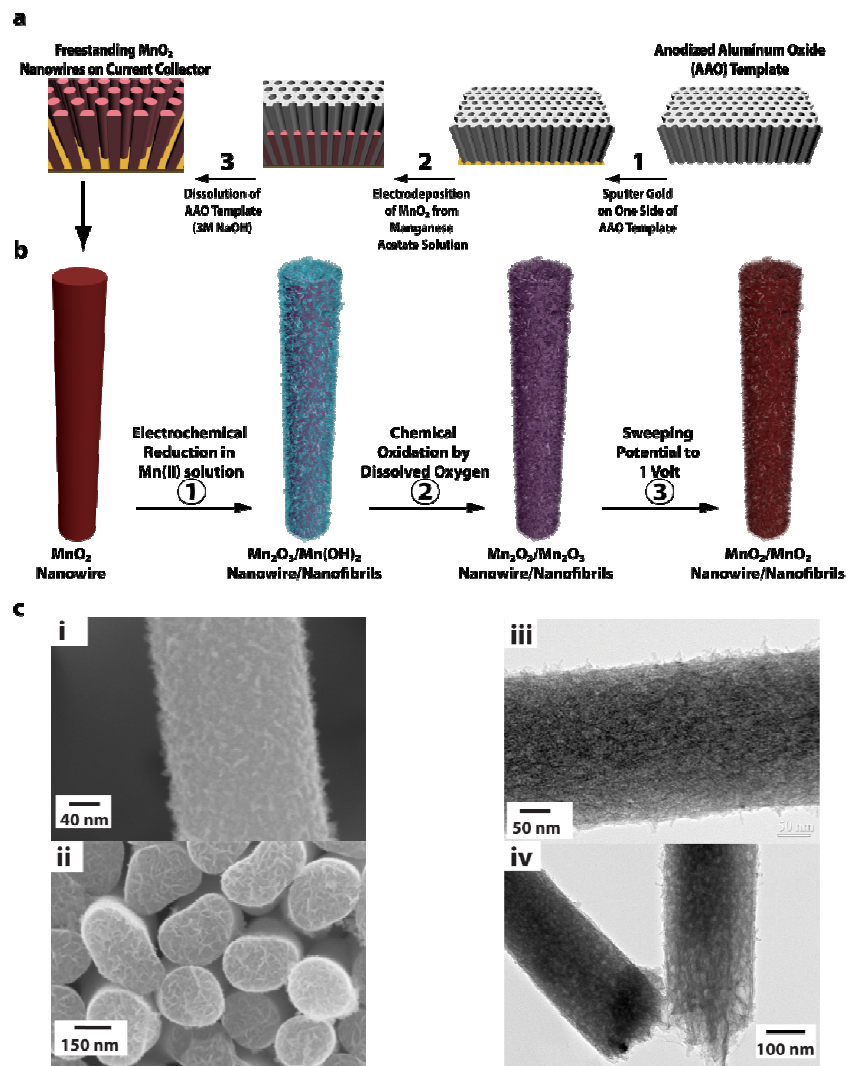 a
Freestanding MnO₂
Nanowires on Current Collector
Anodized Aluminum Oxide
(AAO) Template
3
Dissolution of
AAO Template
(3M NaOH)
2
Electrodeposition
of MnO₂ from
Manganese
Acetate Solution
1
Sputter Gold
on One Side of
AAO Template
b
Electrochemical
Reduction in
Mn(II) solution
1
Chemical
Oxidation by
Dissolved Oxygen
2
Sweeping
Potential to
1 Volt
3
MnO₂
Nanowire
Mn₂O₃/Mn(OH)₂
Nanowire/Nanofibrils
Mn₂O₃/Mn₂O₃
Nanowire/Nanofibrils
MnO₂/MnO₂
Nanowire/Nanofibrils
c
i
40 nm
ii
150 nm
iii
50 nm
50 nm
iv
100 nm